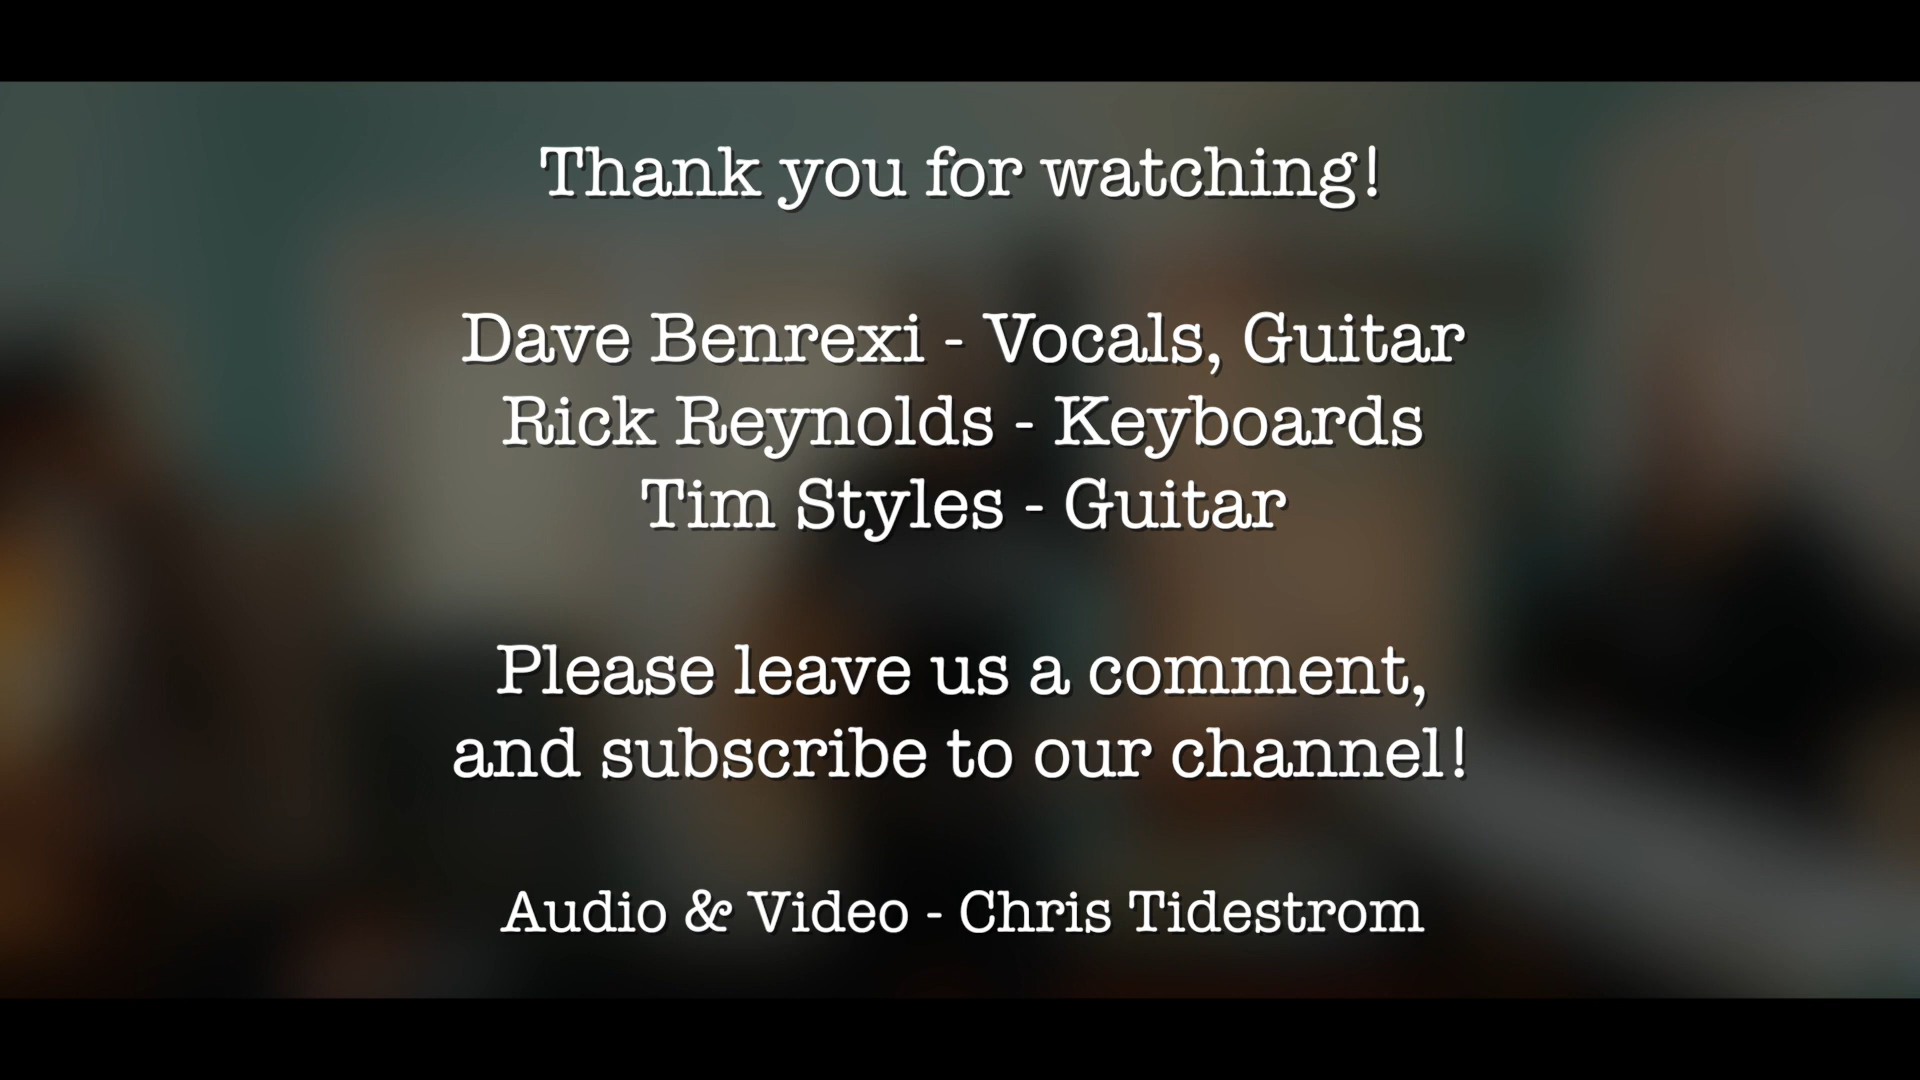 Thank you for watching!
Dave Benrexi - Vocals, Guitar
Rick Reynolds - Keyboards
Tim Styles - Guitar
Please leave us a comment,
and subscribe to our channel!
Audio & Video - Chris Tidestrom